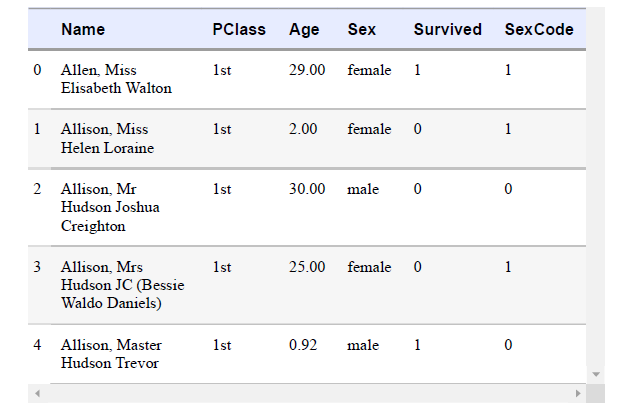 Name PClass Age Sex Survived SexCode
0 Allen, Miss 1st 29.00 female 1 1
Elisabeth Walton
1 Allison, Miss 1st 2.00 female 0 1
Helen Loraine
2 Allison, Mr 1st 30.00 male 0 0
Hudson Joshua
Creighton
3 Allison, Mrs 1st 25.00 female 0 1
Hudson JC (Bessie
Waldo Daniels)
4 Allison, Master 1st 0.92 male 1 0
Hudson Trevor